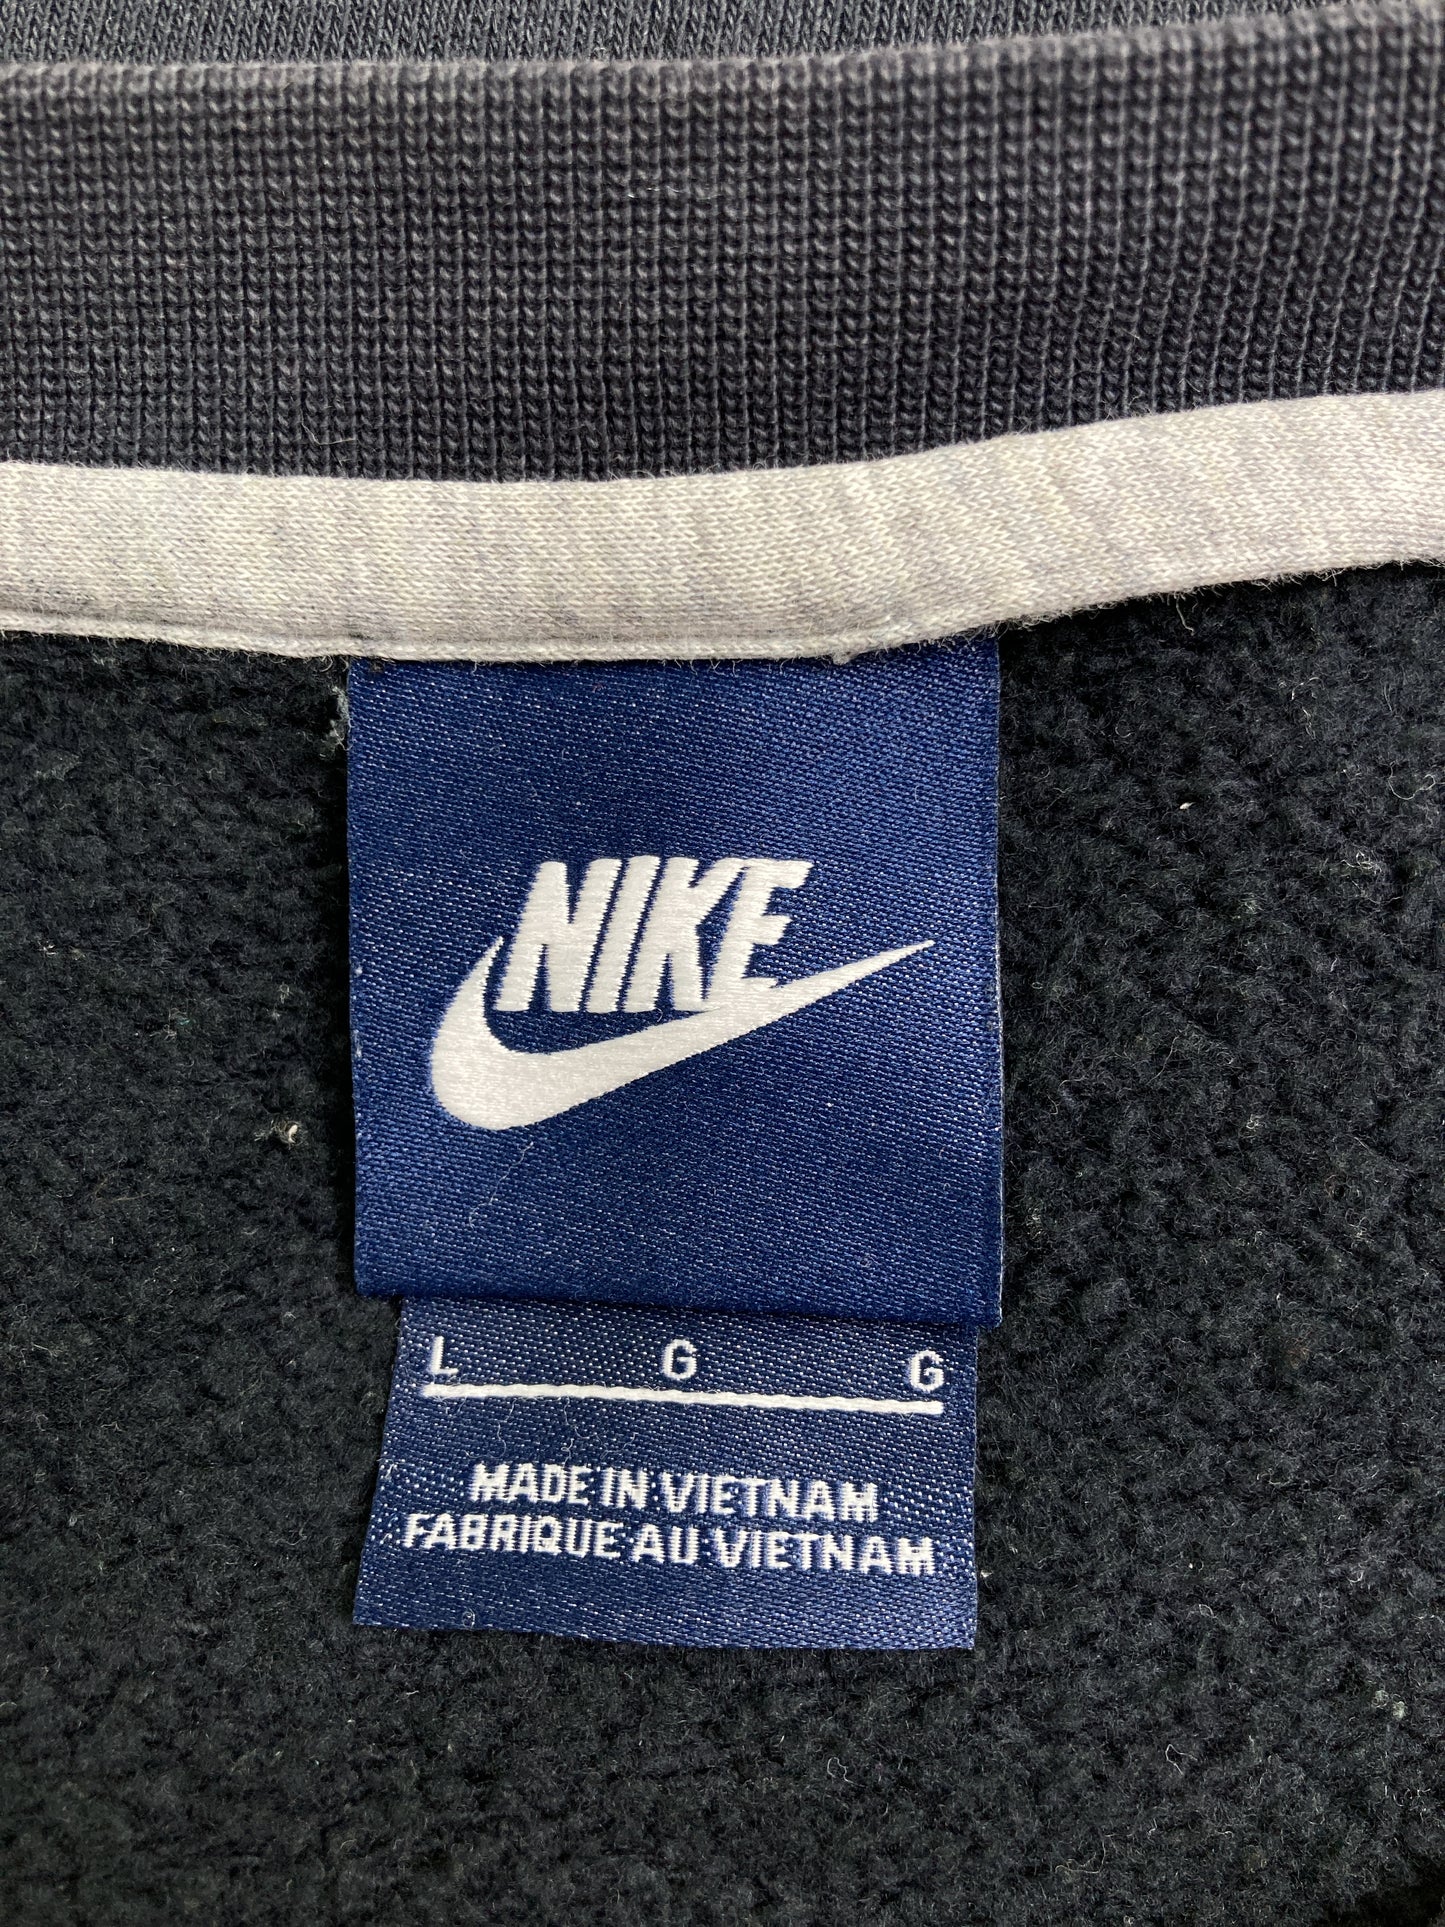 NIKE
L G G
MADE IN VIETNAM
FABRIQUE AU VIETNAM